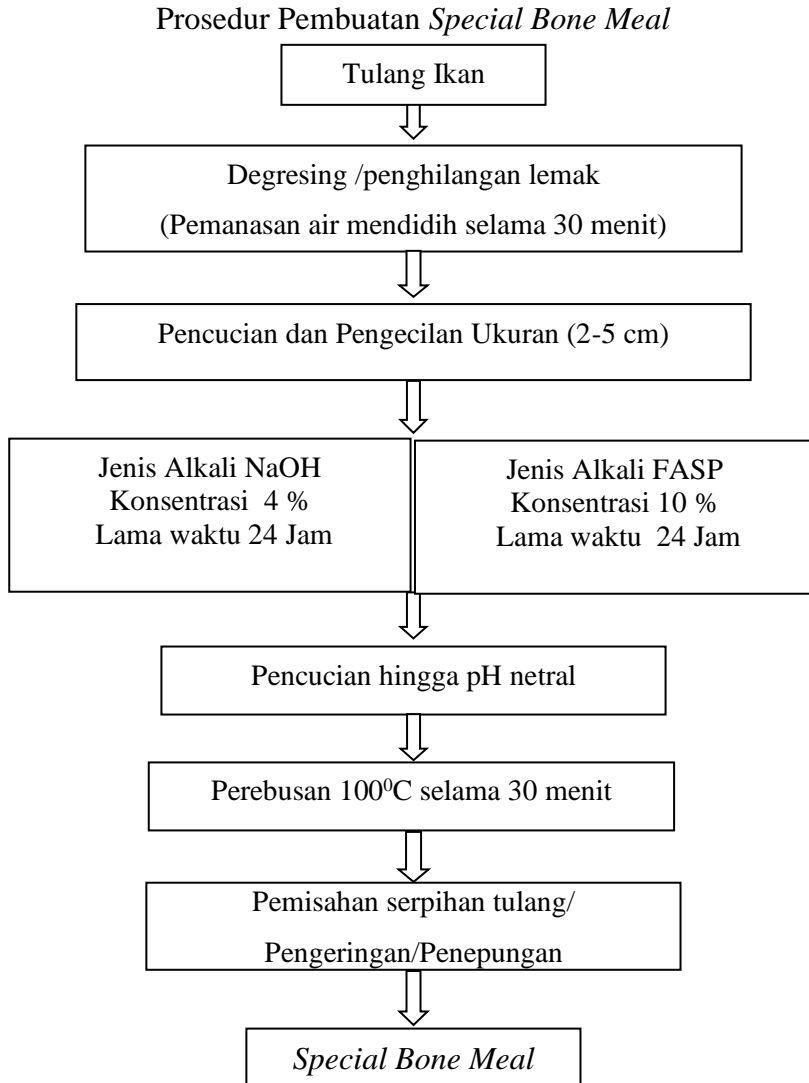 Prosedur Pembuatan Special Bone Meal
Tulang Ikan
Degresing /penghilangan lemak
(Pemanasan air mendidih selama 30 menit)
Pencucian dan Pengecilan Ukuran (2-5 cm)
Jenis Alkali NaOH
Konsentrasi 4 %
Lama waktu 24 Jam
Jenis Alkali FASP
Konsentrasi 10 %
Lama waktu 24 Jam
Pencucian hingga pH netral
Perebusan 100⁰C selama 30 menit
Pemisahan serpihan tulang/
Pengeringan/Penepungan
Special Bone Meal